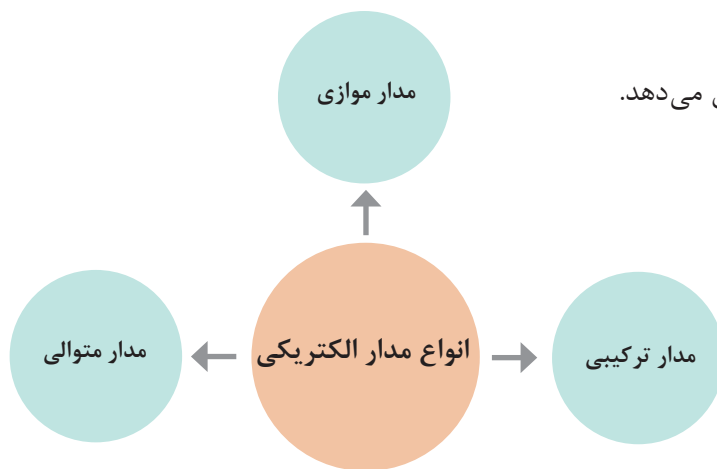 مدار موازی
می‌دهد.
انواع مدار الکتریکی
مدار ترکیبی
مدار متوالی